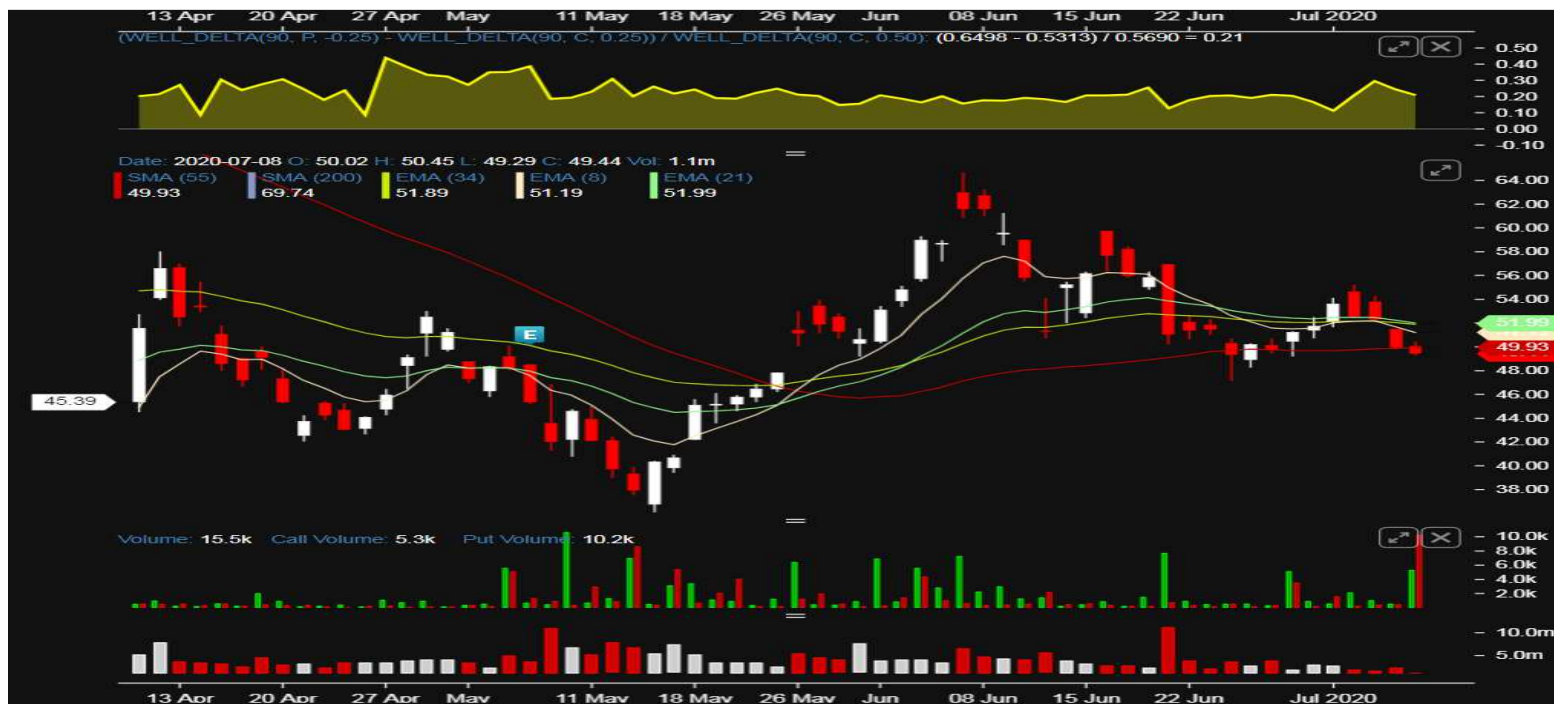 13 Apr 20 Apr 27 Apr May 11 May 18 May 26 May Jun 08 Jun 15 Jun 22 Jun Jul 2020
(WELL_DELTA(90, P, -0.25) - WELL_DELTA(90, C, 0.25)) / WELL_DELTA(90, C, 0.50): (0.6498 - 0.5313) / 0.5690 = 0.21
0.50
0.40
0.30
0.20
0.10
0.00
-0.10
Date: 2020-07-08 O: 50.02 H: 50.45 L: 49.29 C: 49.44 Vol: 1.1m
SMA (55) SMA (200) EMA (34) EMA (8) EMA (21)
49.93 69.74 51.89 51.19 51.99
64.00
62.00
60.00
58.00
56.00
54.00
E
51.99
49.93
48.00
46.00
45.39
44.00
42.00
40.00
38.00
Volume: 15.5k Call Volume: 5.3k Put Volume: 10.2k
10.0k
8.0k
6.0k
4.0k
2.0k
10.0m
5.0m
13 Apr 20 Apr 27 Apr May 11 May 18 May 26 May Jun 08 Jun 15 Jun 22 Jun Jul 2020